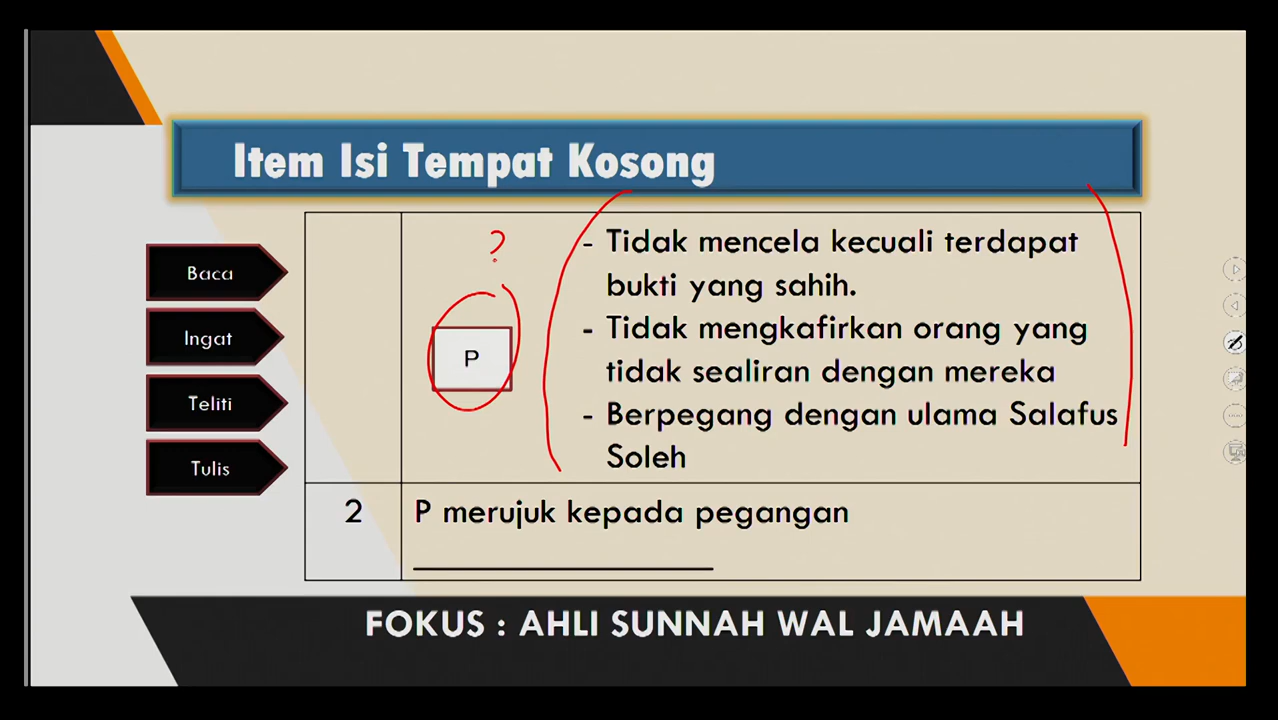 Item Isi Tempat Kosong
Baca
Ingat
Teliti
Tulis
?
P
- Tidak mencela kecuali terdapat
bukti yang sahih.
- Tidak mengkafirkan orang yang
tidak sealiran dengan mereka
- Berpegang dengan ulama Salafus
Soleh
2
P merujuk kepada pegangan
FOKUS : AHLI SUNNAH WAL JAMAAH